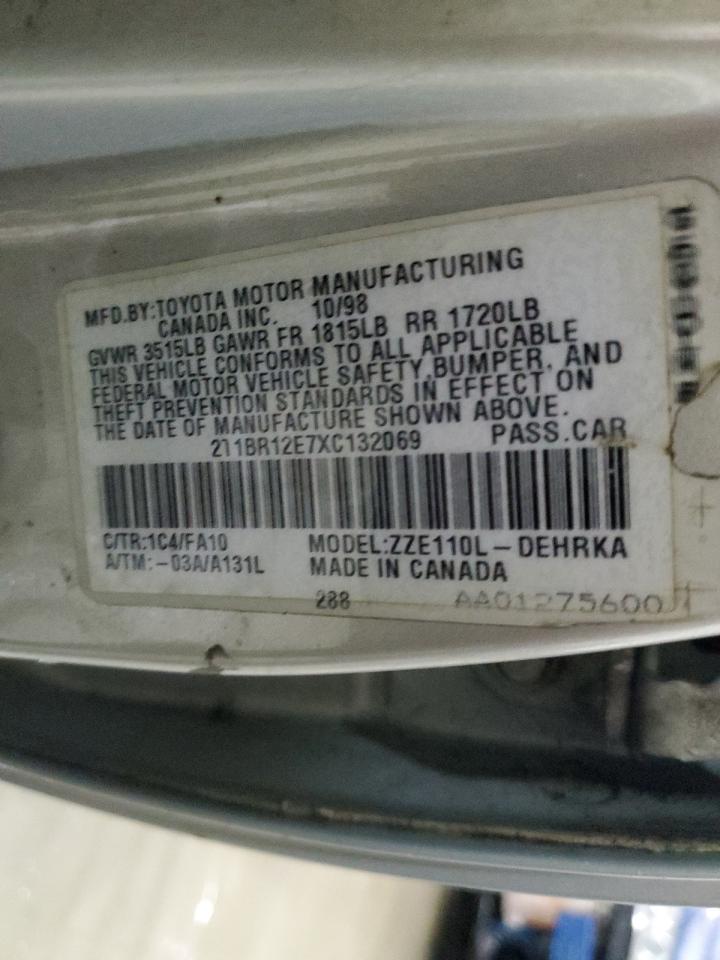 MFD.BY:TOYOTA MOTOR MANUFACTURING
CANADA INC. 10/98
GVWR 3515LB GAWR FR 1815LB RR 1720LB
THIS VEHICLE CONFORMS TO ALL APPLICABLE
FEDERAL MOTOR VEHICLE SAFETY,BUMPER, AND
THEFT PREVENTION STANDARDS IN EFFECT ON
THE DATE OF MANUFACTURE SHOWN ABOVE.
2T1BR12E7XC132069 PASS.CAR
C/TR:1C4/FA10 MODEL:ZZE110L-DEHRKA
A/TM:-03A/A131L MADE IN CANADA
288 AA01275600